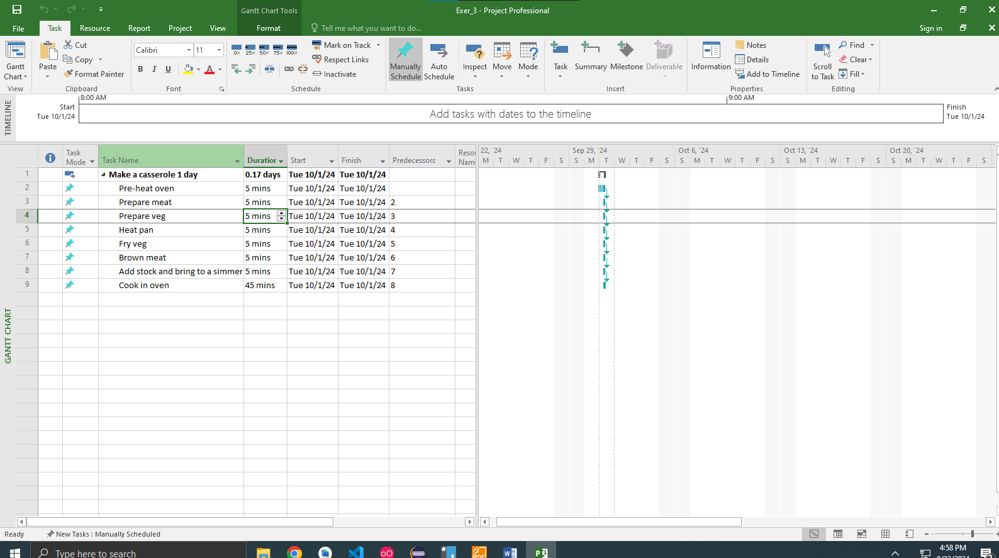 Gantt Chart Tools
Exer_3 - Project Professional
File Task Resource Report Project View Format Tell me what you want to do... Sign in
Gantt Chart
View
Paste
Cut
Copy
Format Painter
Clipboard
Calibri 11
B I U A
Font
0% 25% 50% 75% 100%
Mark on Track
Respect Links
Inactivate
Schedule
Manually Schedule
Auto Schedule
Inspect
Move
Mode
Tasks
Task
Summary
Milestone
Deliverable
Insert
Information
Notes
Details
Add to Timeline
Properties
Scroll to Task
Find
Clear
Fill
Editing
TIMELINE
8:00 AM 9:00 AM
Start
Tue 10/1/24
Add tasks with dates to the timeline
Finish
Tue 10/1/24
Task Mode Task Name Duration Start Finish Predecessors
22, '24 Sep 29, '24 Oct 6, '24 Oct 13, '24 Oct 20, '24
M T W T F S S M T W T F S S M T W T F S S M T W T F S S M T W T F S
1 Make a casserole 1 day 0.17 days Tue 10/1/24 Tue 10/1/24
2 Pre-heat oven 5 mins Tue 10/1/24 Tue 10/1/24
3 Prepare meat 5 mins Tue 10/1/24 Tue 10/1/24 2
4 Prepare veg 5 mins Tue 10/1/24 Tue 10/1/24 3
5 Heat pan 5 mins Tue 10/1/24 Tue 10/1/24 4
6 Fry veg 5 mins Tue 10/1/24 Tue 10/1/24 5
7 Brown meat 5 mins Tue 10/1/24 Tue 10/1/24 6
8 Add stock and bring to a simmer 5 mins Tue 10/1/24 Tue 10/1/24 7
9 Cook in oven 45 mins Tue 10/1/24 Tue 10/1/24 8
GANTT CHART
Ready New Tasks : Manually Scheduled
Type here to search
4:58 PM